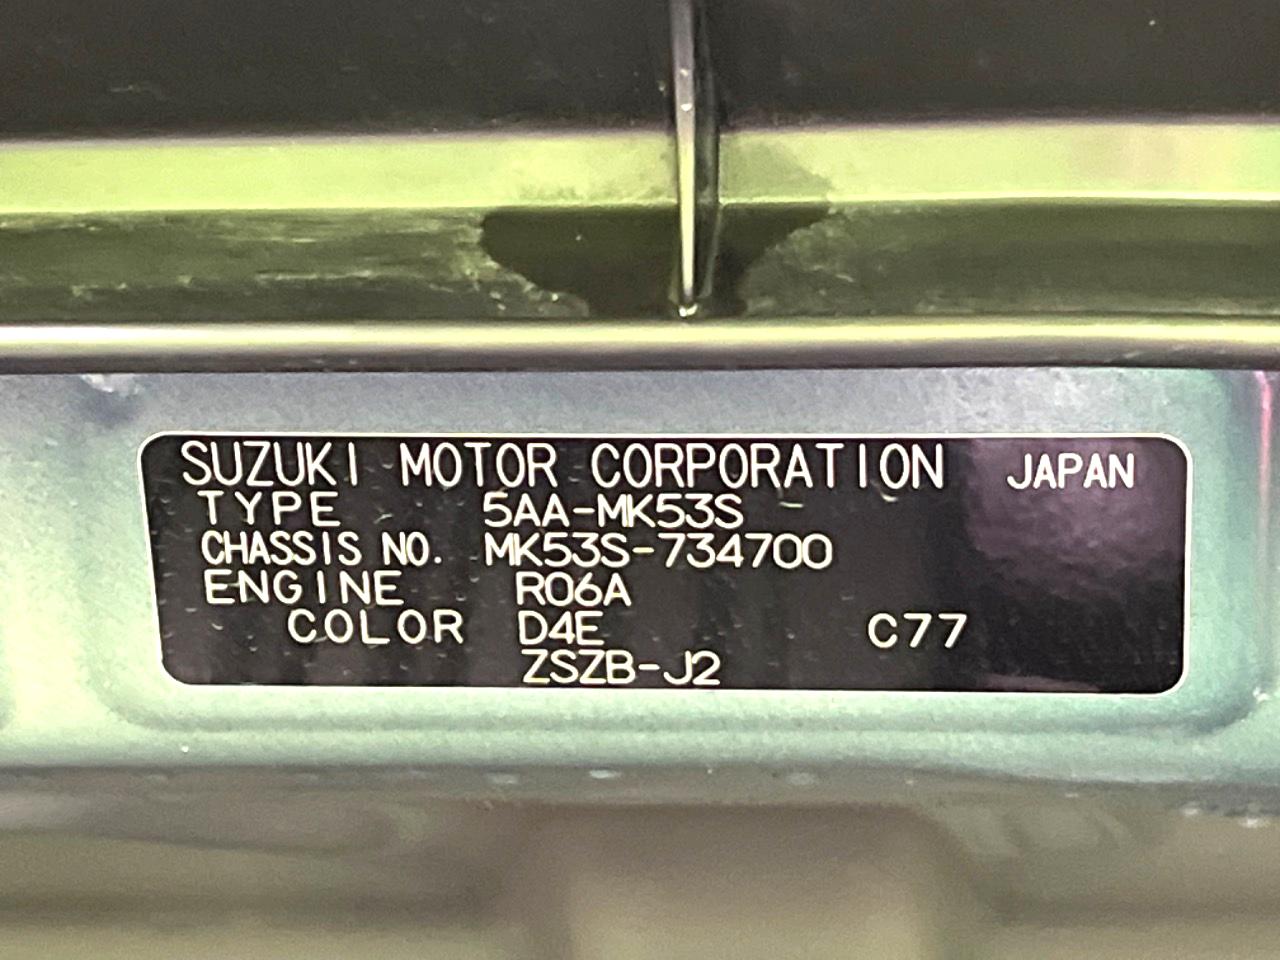 SUZUKI MOTOR CORPORATION JAPAN
TYPE 5AA-MK53S
CHASSIS NO. MK53S-734700
ENGINE R06A
COLOR D4E C77
ZSZB-J2